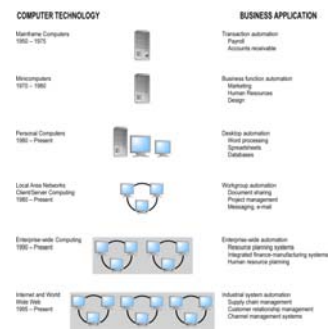 COMPUTER TECHNOLOGY
BUSINESS APPLICATION
Mainframe Computers
1950 – 1975
Transaction automation
Payroll
Accounts receivable
Minicomputers
1970 – 1980
Business function automation
Marketing
Human Resources
Design
Personal Computers
1980 – Present
Desktop automation
Word processing
Spreadsheets
Databases
Local Area Networks
Client/Server Computing
1985 – Present
Workgroup automation
Document sharing
Project management
Messaging, e-mail
Enterprise-wide Computing
1990 – Present
Enterprise-wide automation
Resource planning systems
Integrated finance-manufacturing systems
Human resource planning
Internet and World
Wide Web
1995 – Present
Industrial system automation
Supply chain management
Customer relationship management
Channel management systems